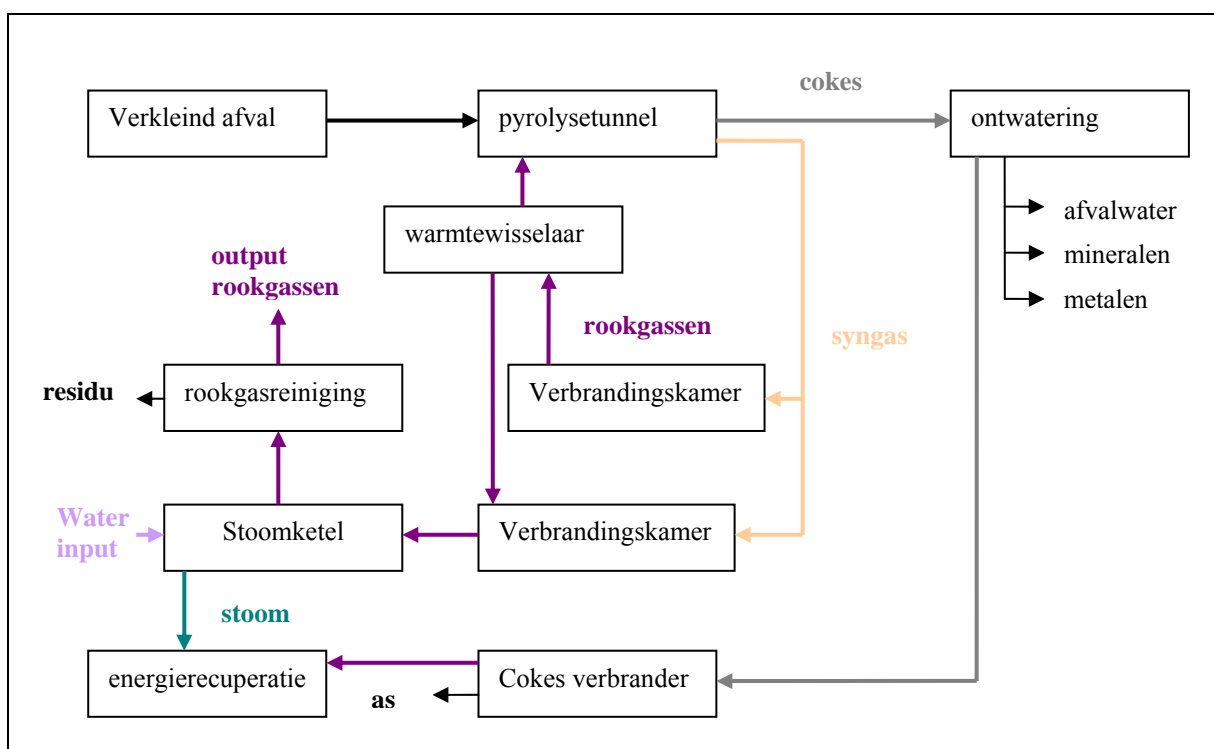 cokes
Verkleind afval
pyrolysetunnel
ontwatering
afvalwater
mineralen
metalen
warmtewisselaar
output
rookgassen
rookgassen
syngas
residu
rookgasreiniging
Verbrandingskamer
Water
input
Stoomketel
Verbrandingskamer
stoom
energierecuperatie
as
Cokes verbrander